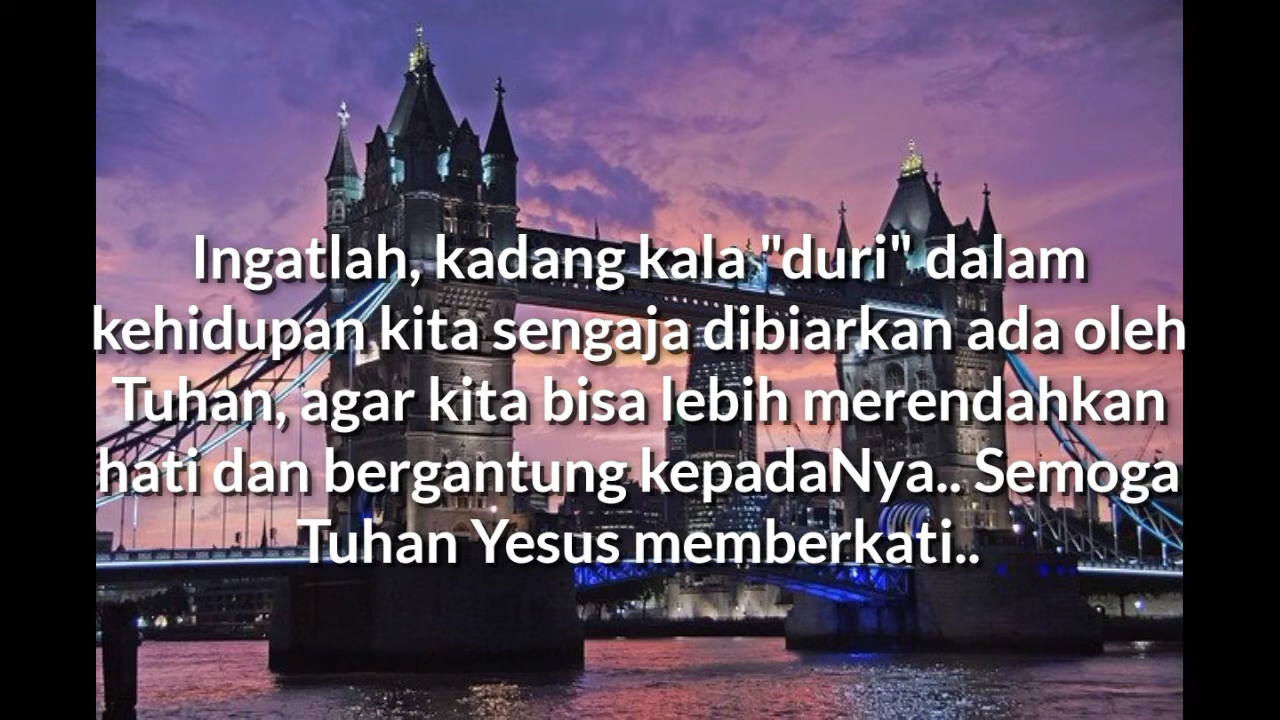 Ingatlah, kadang kala "duri" dalam
kehidupan kita sengaja dibiarkan ada oleh
Tuhan, agar kita bisa lebih merendahkan
hati dan bergantung kepadaNya.. Semoga
Tuhan Yesus memberkati..